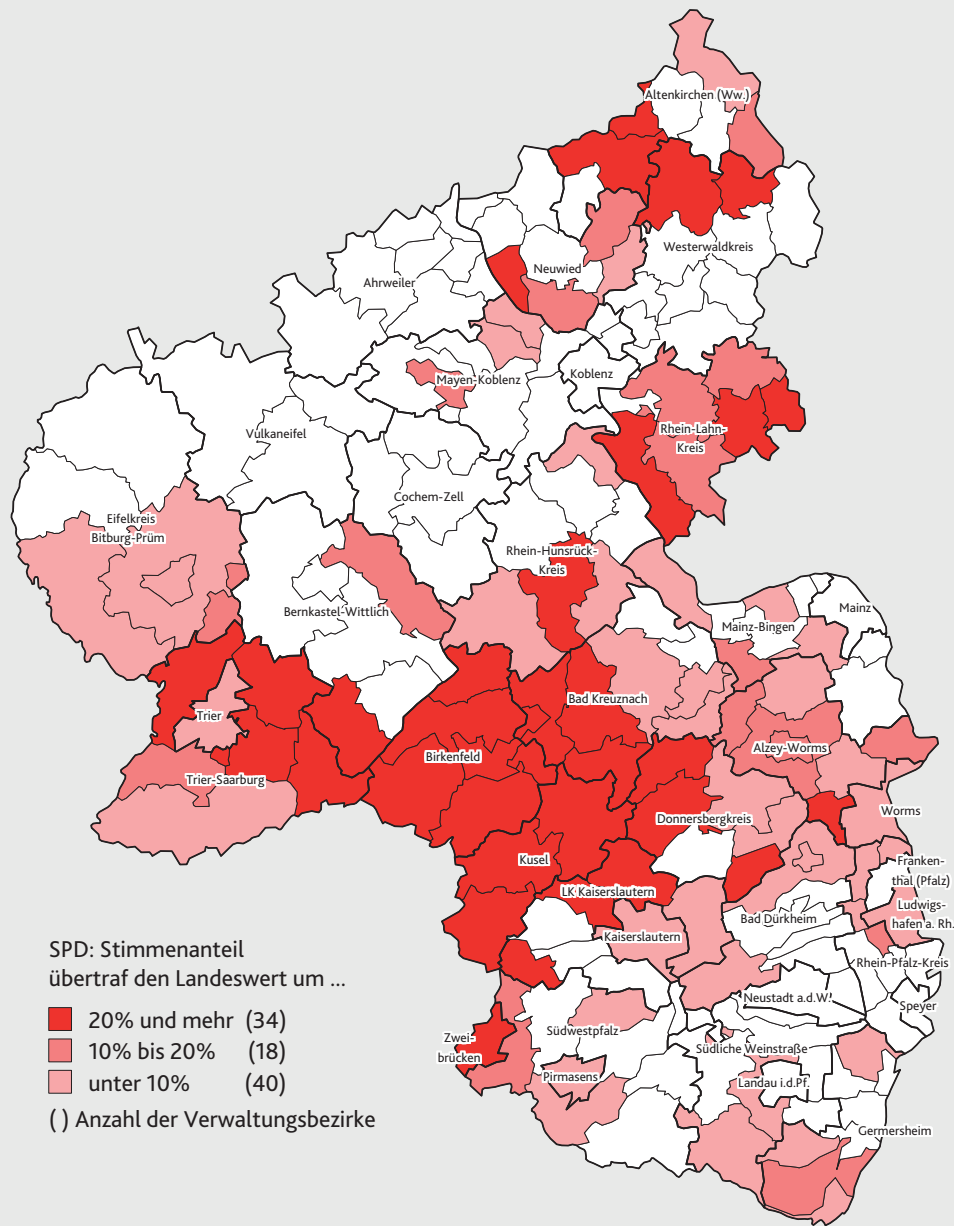 Altenkirchen (Ww.)
Westerwaldkreis
Neuwied
Ahrweiler
Koblenz
Mayen-Koblenz
Rhein-Lahn-
Kreis
Vulkaneifel
Cochem-Zell
Eifelkreis
Bitburg-Prüm
Rhein-Hunsrück-
Kreis
Bernkastel-Wittlich
Mainz
Mainz-Bingen
Bad Kreuznach
Trier
Alzey-Worms
Birkenfeld
Trier-Saarburg
Donnersbergkreis
Worms
Kusel
Franken-
thal (Pfalz)
LK Kaiserslautern
Ludwigs-
hafen a. Rh.
Bad Dürkheim
Kaiserslautern
Rhein-Pfalz-Kreis
Neustadt a.d.W.
Speyer
Südwestpfalz
Zwei-
brücken
Südliche Weinstraße
Pirmasens
Landau i.d.Pf.
Germersheim
SPD: Stimmenanteil
übertraf den Landeswert um ...
20% und mehr (34)
10% bis 20% (18)
unter 10% (40)
( ) Anzahl der Verwaltungsbezirke